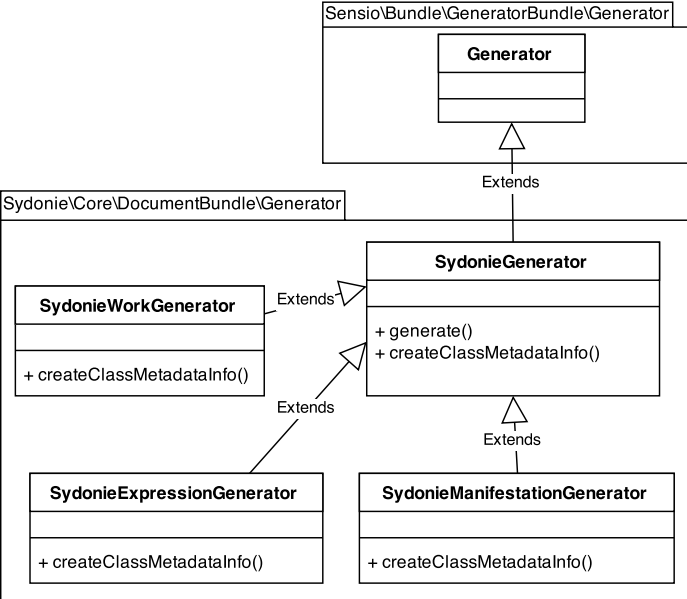 Sensio\Bundle\GeneratorBundle\Generator
Generator
Extends
Sydonie\Core\DocumentBundle\Generator
SydonieGenerator
+ generate()
+ createClassMetadataInfo()
SydonieWorkGenerator
+ createClassMetadataInfo()
Extends
Extends
Extends
SydonieExpressionGenerator
+ createClassMetadataInfo()
SydonieManifestationGenerator
+ createClassMetadataInfo()